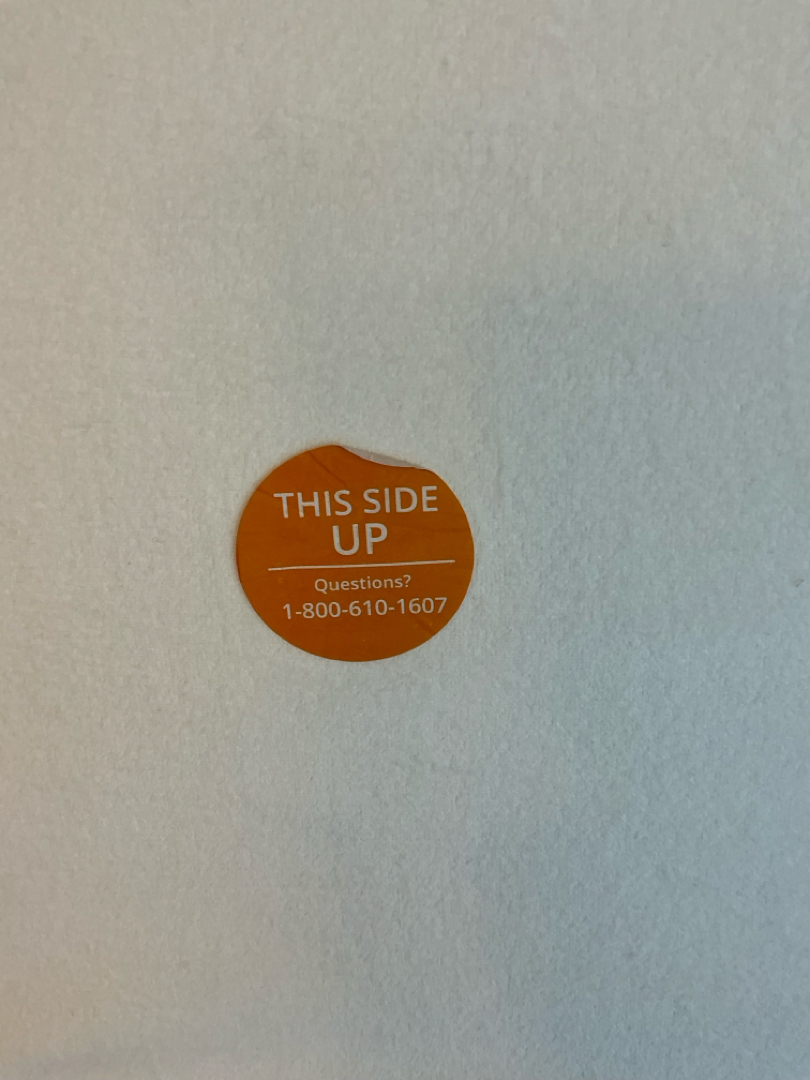 THIS SIDE
UP
Questions?
1-800-610-1607